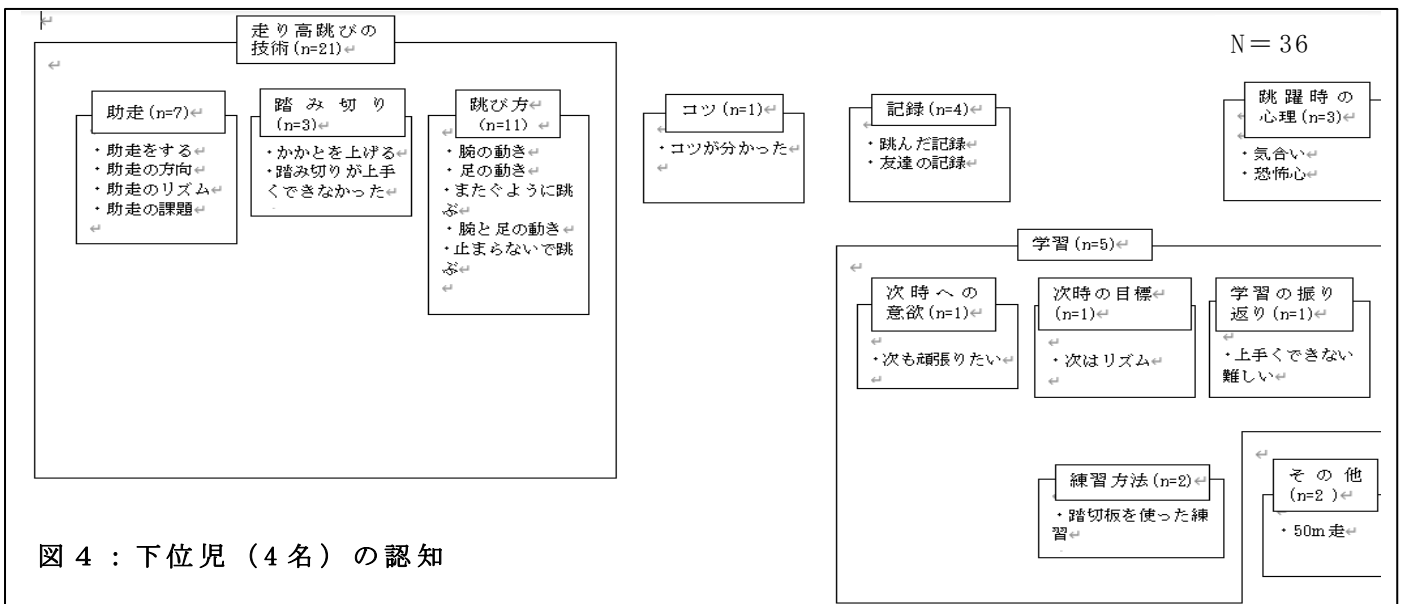 走り高跳びの
技術(n=21)
N＝36
助走(n=7)
・助走をする
・助走の方向
・助走のリズム
・助走の課題
踏み切り
(n=3)
・かかとを上げる
・踏み切りが上手
くできなかった
跳び方
(n=11)
・腕の動き
・足の動き
・またぐように跳
ぶ
・腕と足の動き
・止まらないで跳
ぶ
コツ(n=1)
・コツが分かった
記録(n=4)
・跳んだ記録
・友達の記録
跳躍時の
心理(n=3)
・気合い
・恐怖心
学習(n=5)
次時への
意欲(n=1)
・次も頑張りたい
次時の目標
(n=1)
・次はリズム
学習の振り
返り(n=1)
・上手くできない
難しい
練習方法(n=2)
・踏切板を使った練
習
その他
(n=2 )
・50m走
図４：下位児（4名）の認知